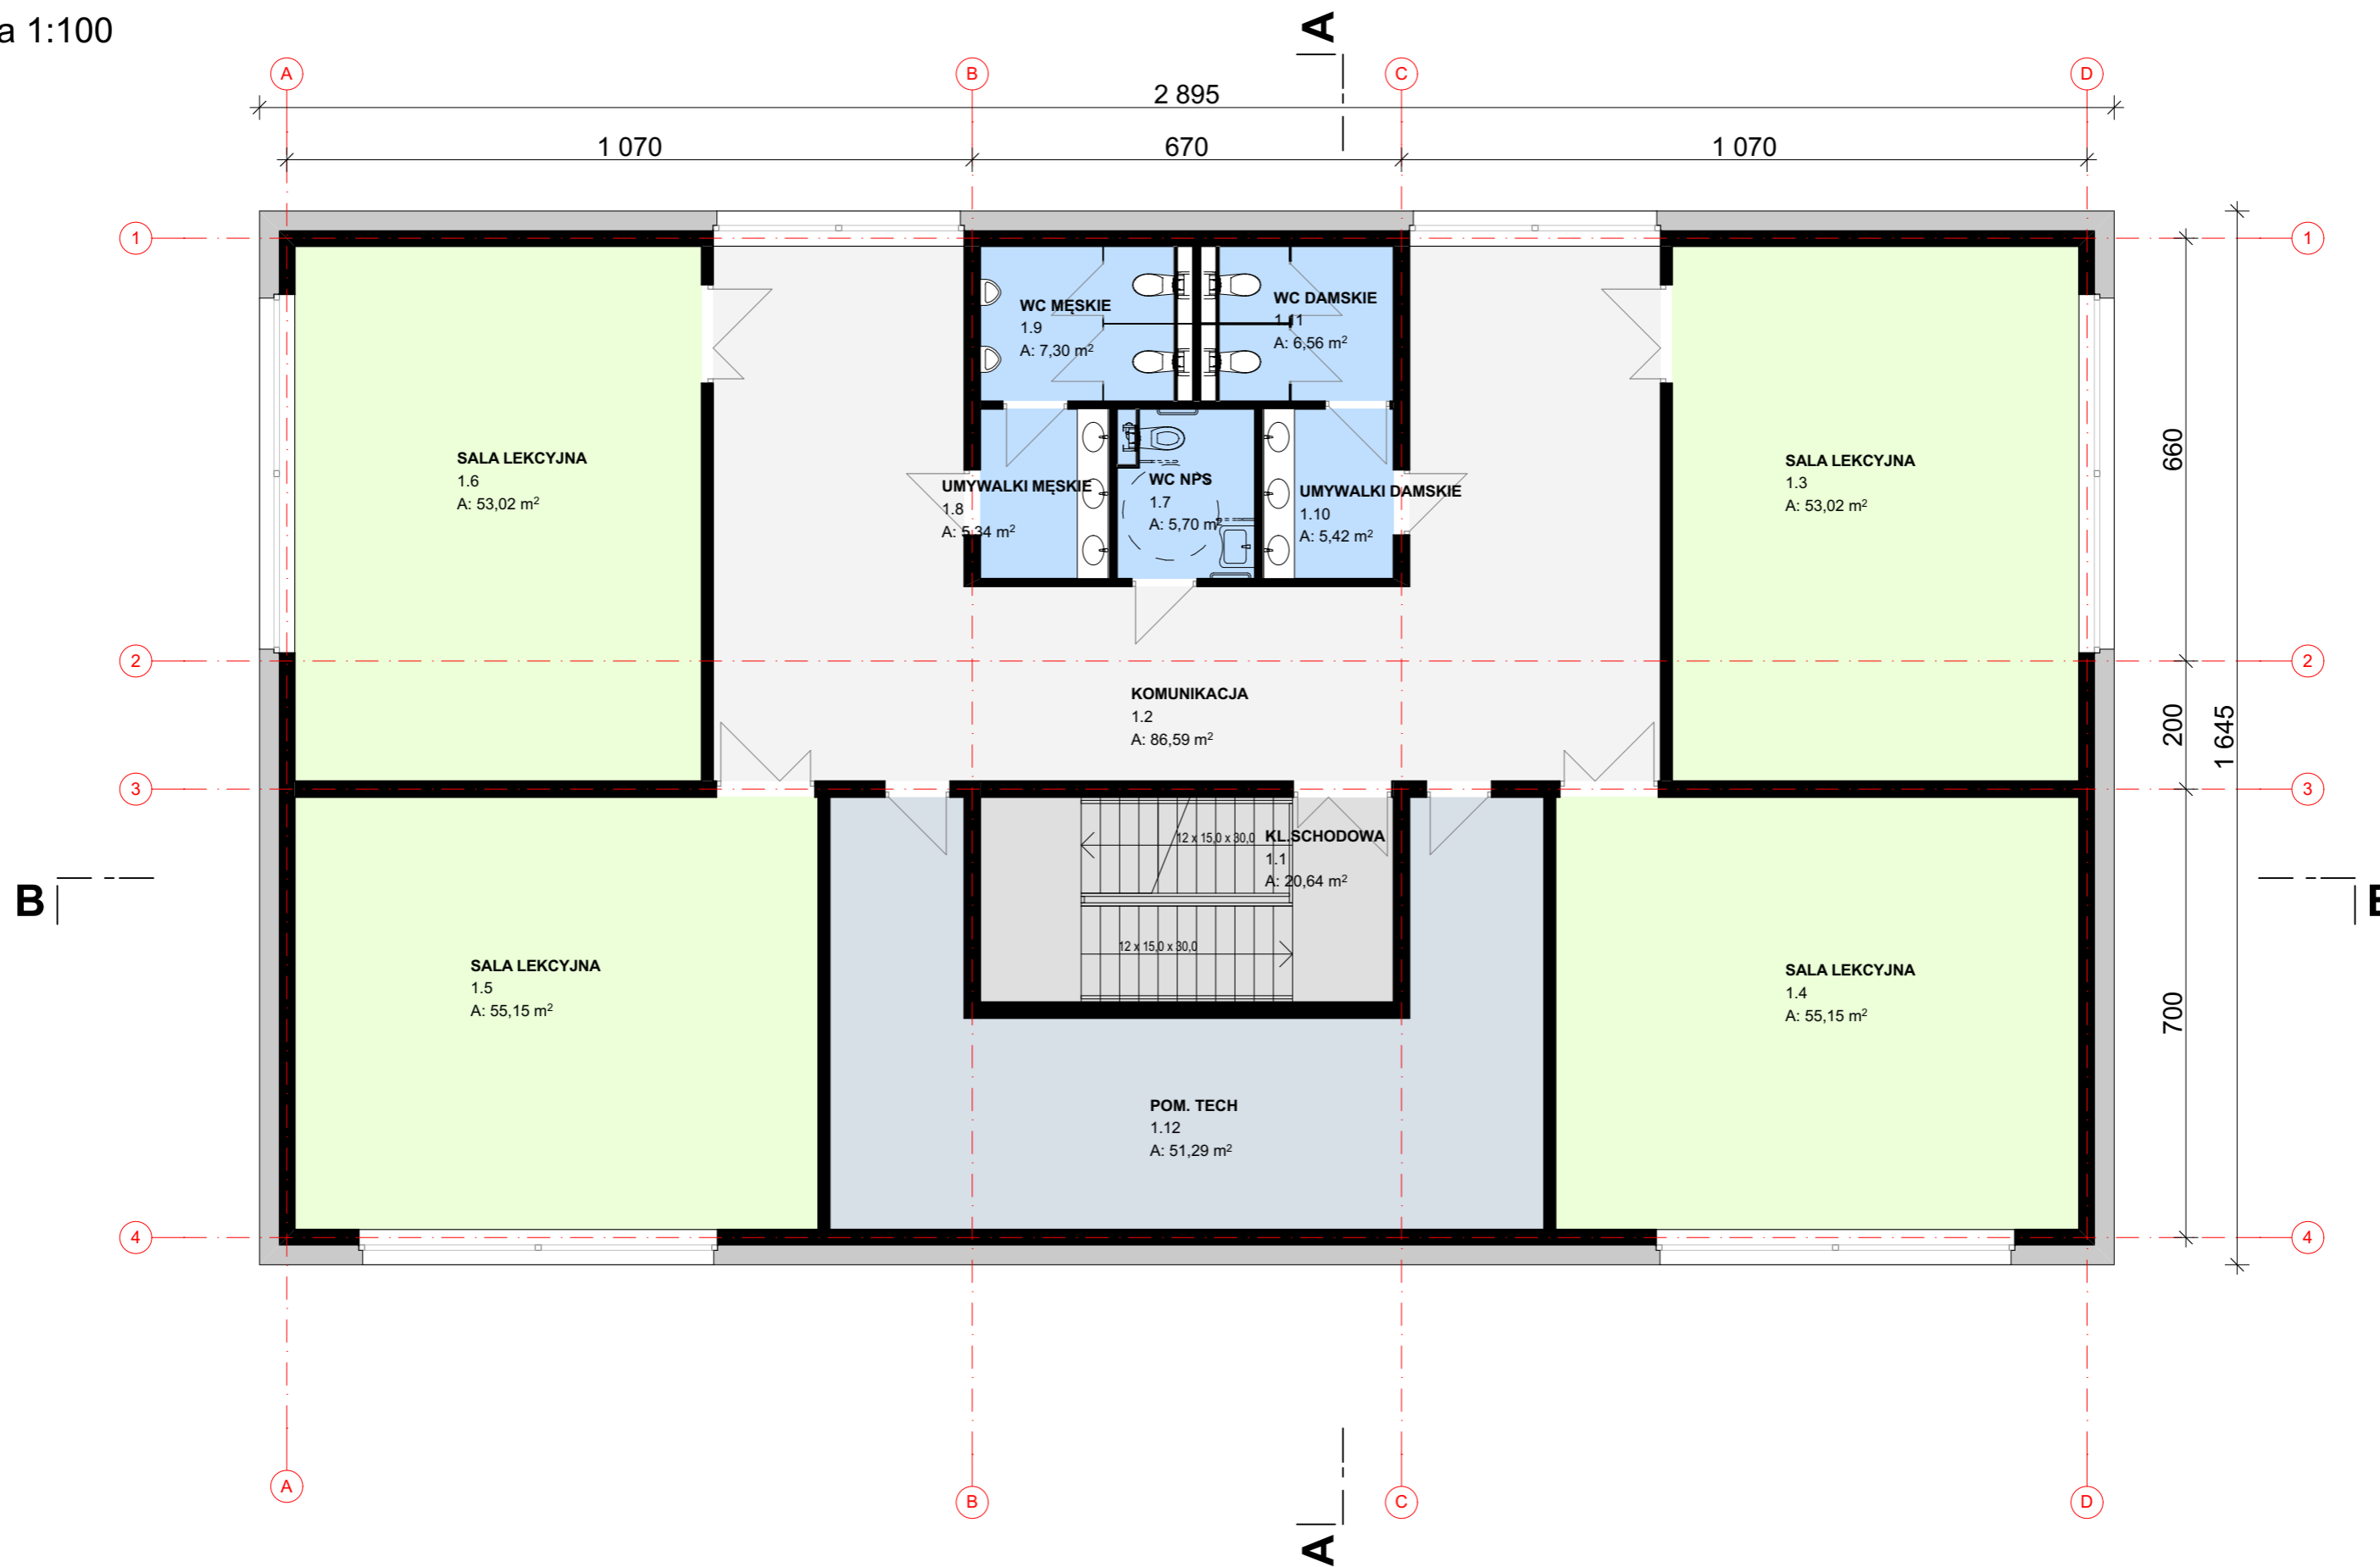 a 1:100
A
A
B
C
D
2 895
1 070
670
1 070
1
1
WC MĘSKIE
1.9
A: 7,30 m²
WC DAMSKIE
1.11
A: 6,56 m²
SALA LEKCYJNA
1.6
A: 53,02 m²
UMYWALKI MĘSKIE
1.8
A: 5,34 m²
WC NPS
1.7
A: 5,70 m²
UMYWALKI DAMSKIE
1.10
A: 5,42 m²
SALA LEKCYJNA
1.3
A: 53,02 m²
660
2
2
KOMUNIKACJA
1.2
A: 86,59 m²
200
1 645
3
3
12 x 15,0 x 30,0
KL.SCHODOWA
1.1
A: 20,64 m²
B
B
12 x 15,0 x 30,0
SALA LEKCYJNA
1.5
A: 55,15 m²
SALA LEKCYJNA
1.4
A: 55,15 m²
700
POM. TECH
1.12
A: 51,29 m²
4
4
A
B
C
D
A